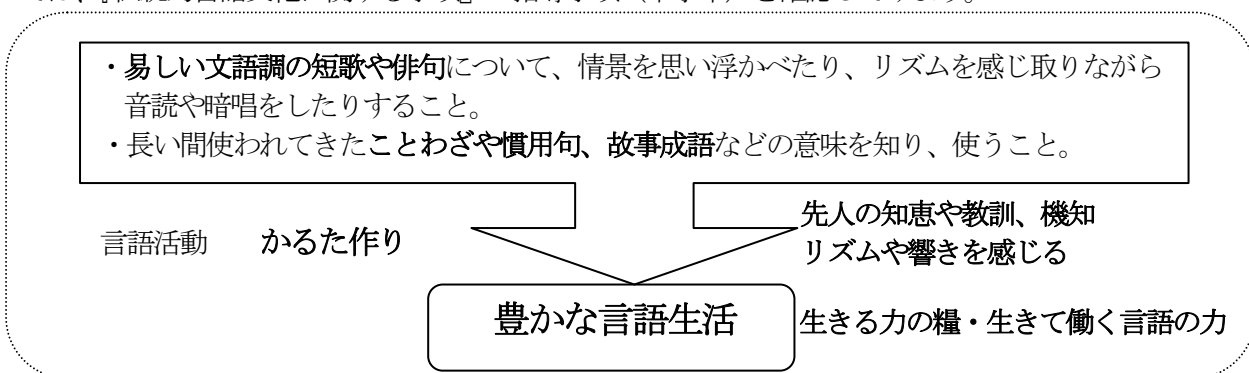 ・易しい文語調の短歌や俳句について、情景を思い浮かべたり、リズムを感じ取りながら
音読や暗唱をしたりすること。
・長い間使われてきたことわざや慣用句、故事成語などの意味を知り、使うこと。
先人の知恵や教訓、機知
言語活動 かるた作り
リズムや響きを感じる
豊かな言語生活
生きる力の糧・生きて働く言語の力